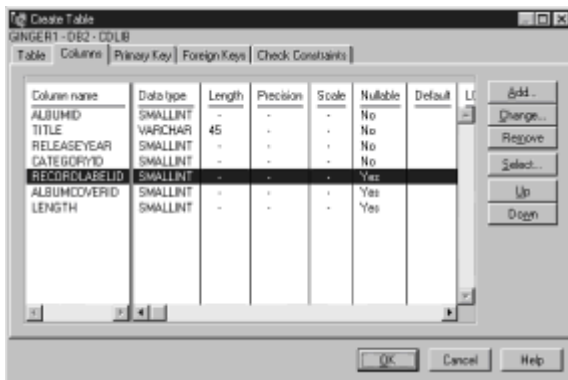 Create Table
GINGER1 - DB2 - CDLIB
Table Columns Primary Key Foreign Keys Check Constraints
Column name Data type Length Precision Scale Nullable Default
ALBUMID SMALLINT - - - No
TITLE VARCHAR 45 - - No
RELEASEYEAR SMALLINT - - - No
CATEGORYID SMALLINT - - - No
RECORDLABELID SMALLINT - - - Yes
ALBUMCOVERID SMALLINT - - - Yes
LENGTH SMALLINT - - - Yes
Add...
Change...
Remove
Select...
Up
Down
OK Cancel Help